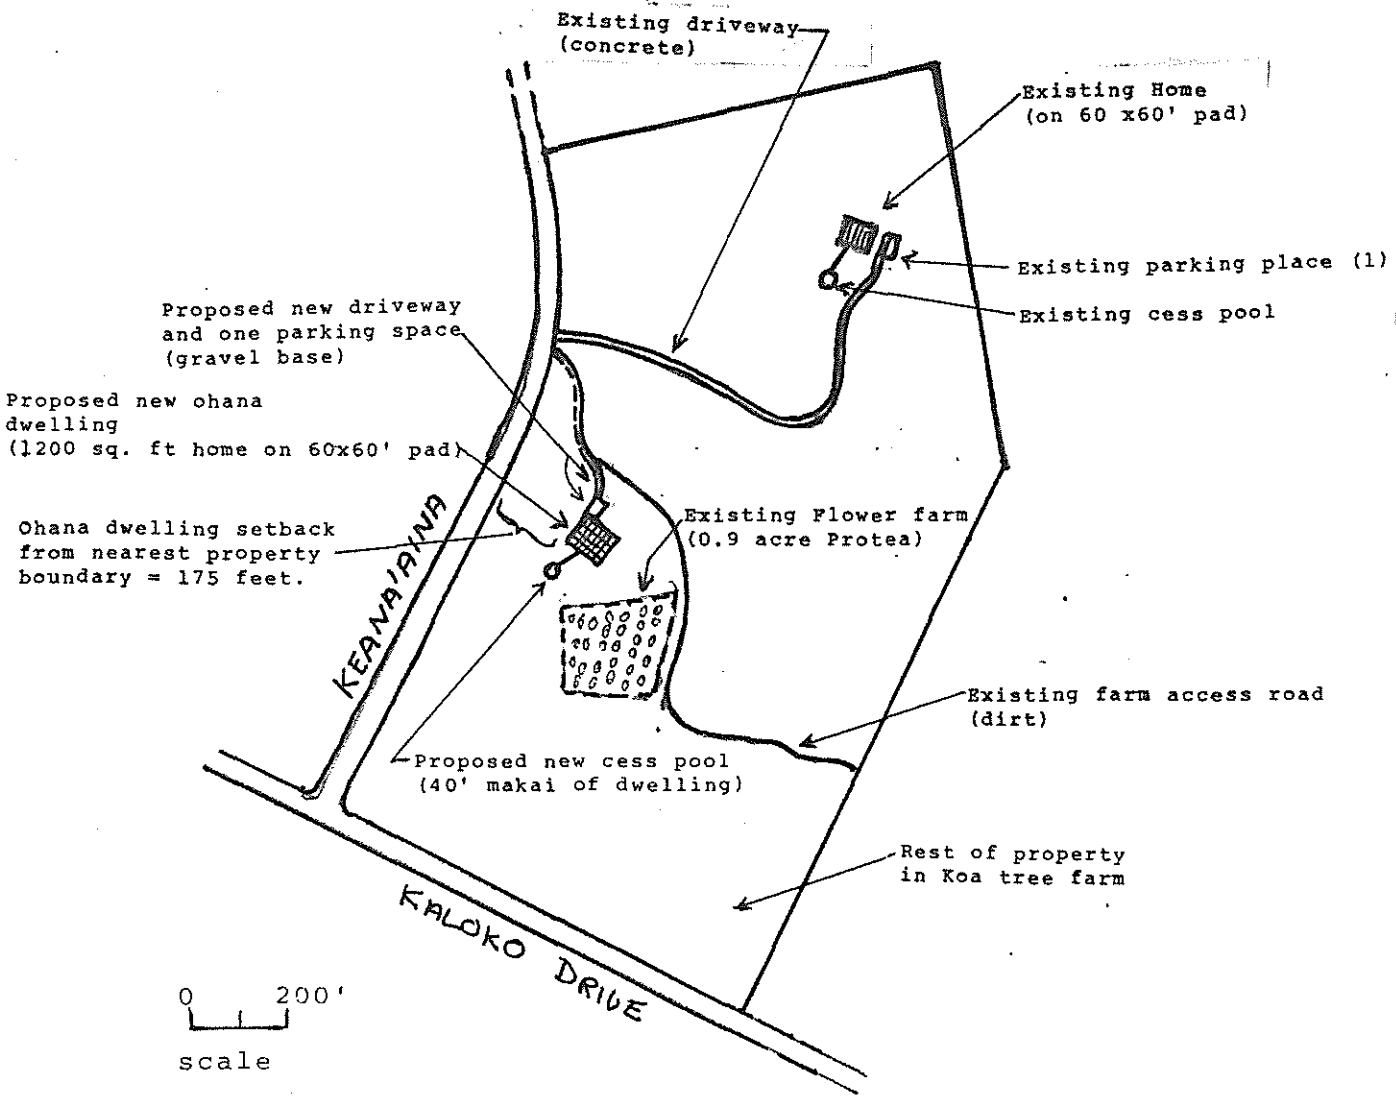 Existing driveway
(concrete)
Existing Home
(on 60 x60' pad)
Existing parking place (1)
Existing cess pool
Proposed new driveway
and one parking space
(gravel base)
Proposed new ohana
dwelling
(1200 sq. ft home on 60x60' pad)
Ohana dwelling setback
from nearest property
boundary = 175 feet.
Existing Flower farm
(0.9 acre Protea)
KEANA'AINA
Existing farm access road
(dirt)
Proposed new cess pool
(40' makai of dwelling)
Rest of property
in Koa tree farm
KALOKO DRIVE
0 200'
scale